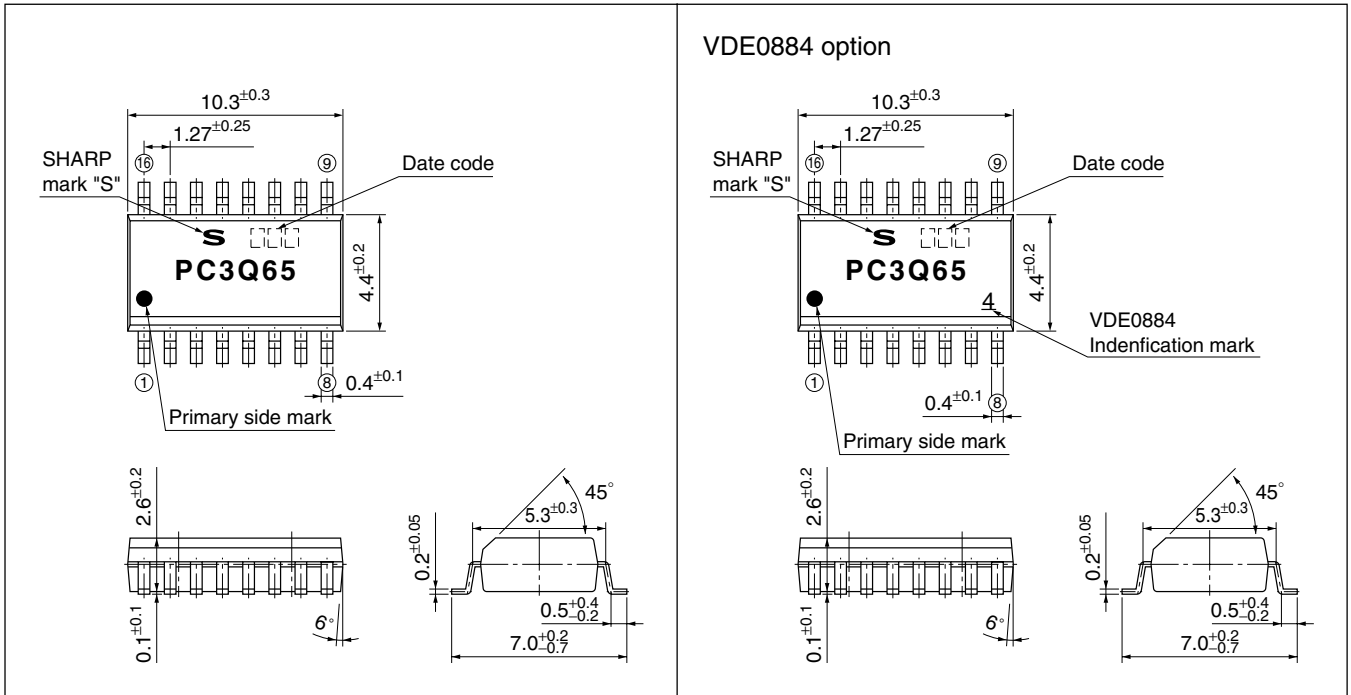 10.3±0.3
1.27±0.25
SHARP
mark "S"
16
9
Date code
S
PC3Q65
4.4±0.2
1
8
0.4±0.1
Primary side mark
2.6±0.2
0.1±0.1
6°
45°
5.3±0.3
0.2±0.05
0.5+0.4−0.2
7.0+0.2−0.7
VDE0884 option
10.3±0.3
1.27±0.25
SHARP
mark "S"
16
9
Date code
S
PC3Q65
4
4.4±0.2
VDE0884
Indenfication mark
1
0.4±0.1
8
Primary side mark
2.6±0.2
0.1±0.1
6°
45°
5.3±0.3
0.2±0.05
0.5+0.4−0.2
7.0+0.2−0.7